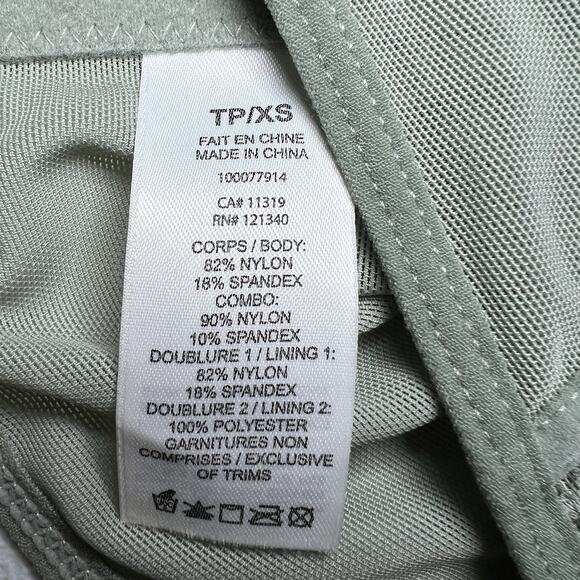 TP/XS
FAIT EN CHINE
MADE IN CHINA
100077914
CA# 11319
RN# 121340
CORPS / BODY:
82% NYLON
18% SPANDEX
COMBO:
90% NYLON
10% SPANDEX
DOUBLURE 1 / LINING 1:
82% NYLON
18% SPANDEX
DOUBLURE 2 / LINING 2:
100% POLYESTER
GARNITURES NON
COMPRISES / EXCLUSIVE
OF TRIMS